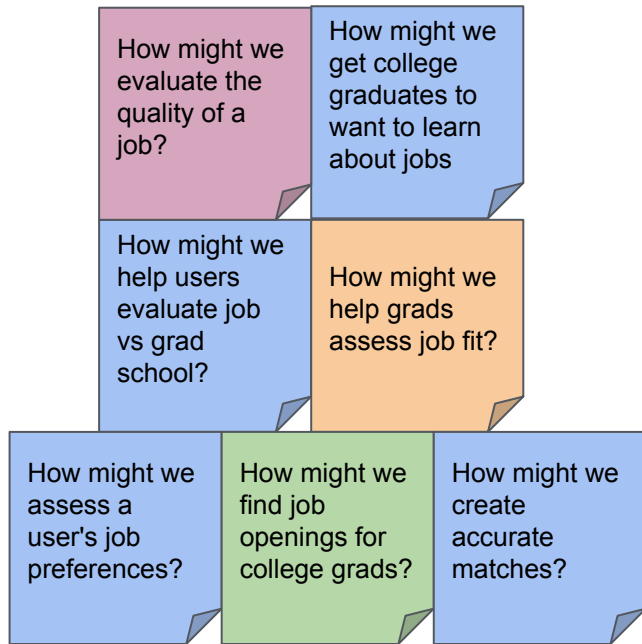 How might we
evaluate the
quality of a
job?
How might we
get college
graduates to
want to learn
about jobs
How might we
help users
evaluate job
vs grad
school?
How might we
help grads
assess job fit?
How might we
assess a
user's job
preferences?
How might we
find job
openings for
college grads?
How might we
create
accurate
matches?